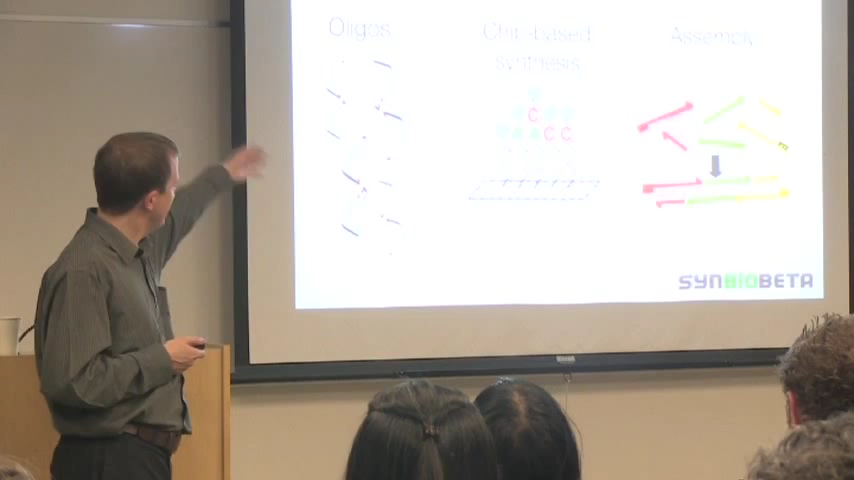 Oligos
Chip-based
synthesis
Assembly
C
C C
SYNBIOBETA